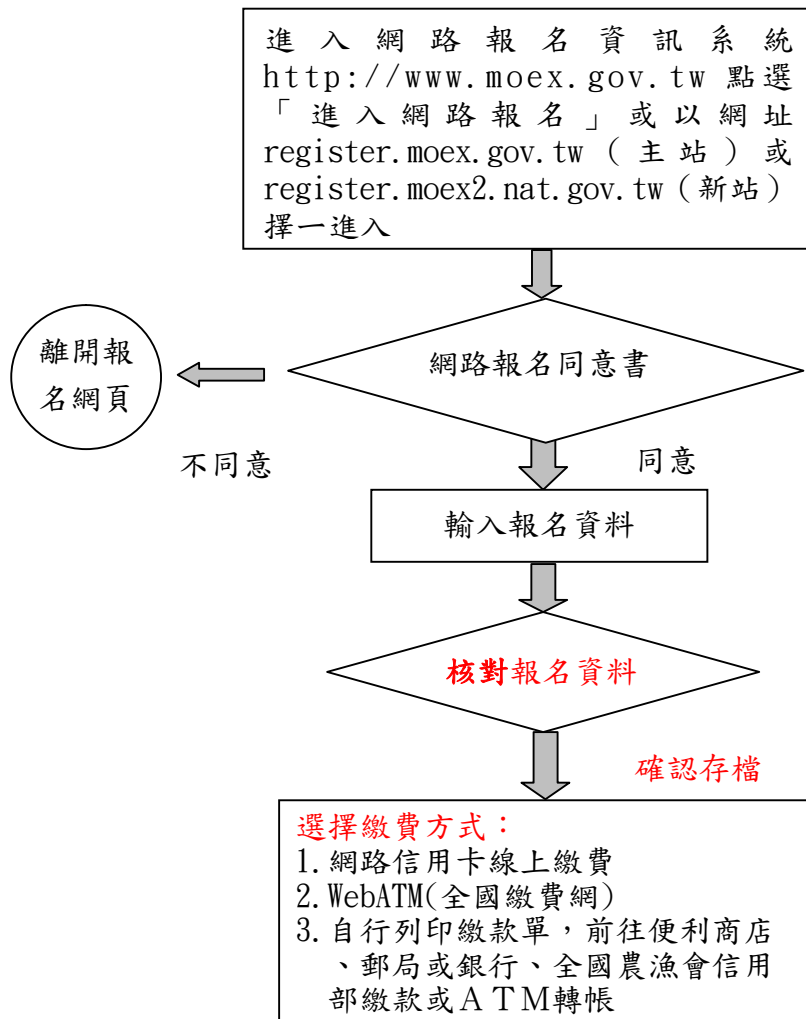 進入網路報名資訊系統
http://www.moex.gov.tw 點選
「進入網路報名」或以網址
register.moex.gov.tw（主站）或
register.moex2.nat.gov.tw（新站）
擇一進入
網路報名同意書
離開報
名網頁
不同意
同意
輸入報名資料
核對報名資料
確認存檔
選擇繳費方式：
1.網路信用卡線上繳費
2.WebATM(全國繳費網)
3.自行列印繳款單，前往便利商店
、郵局或銀行、全國農漁會信用
部繳款或ＡＴＭ轉帳